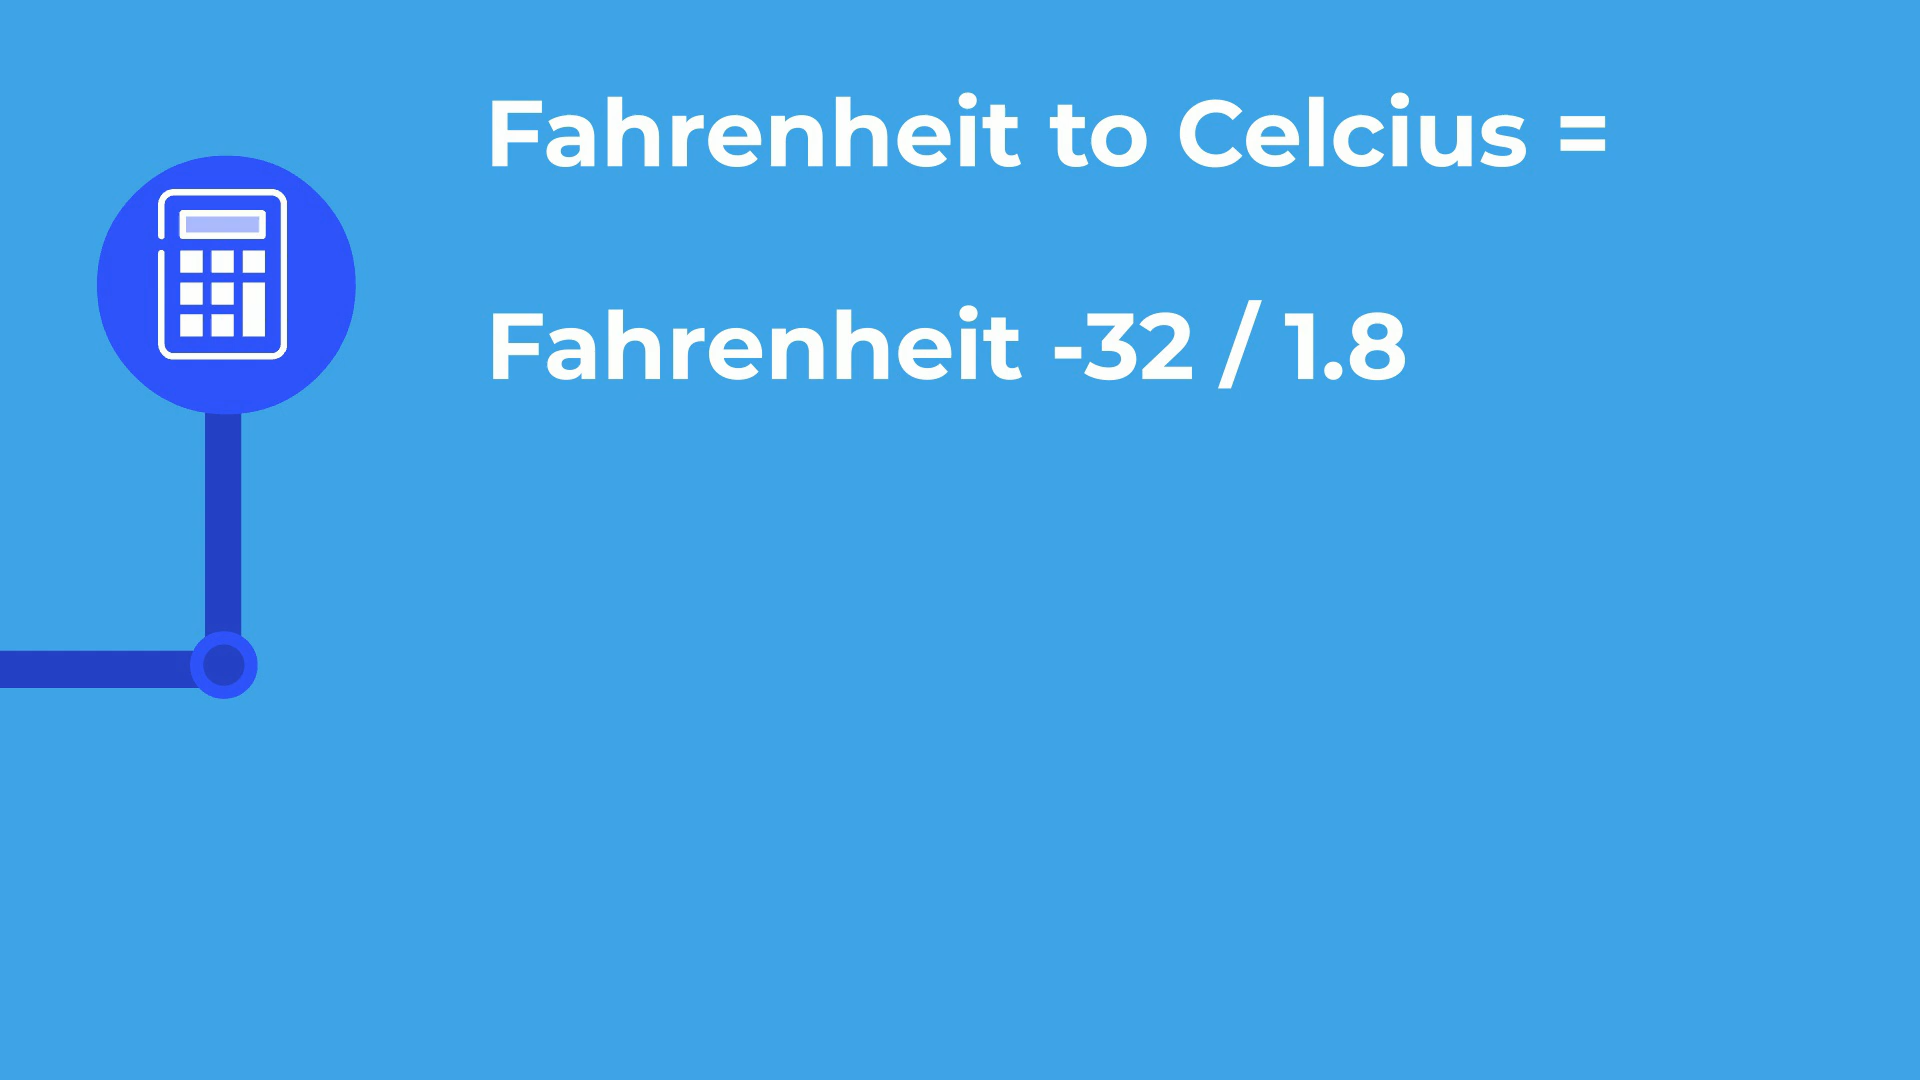 Fahrenheit to Celcius =
Fahrenheit -32 / 1.8